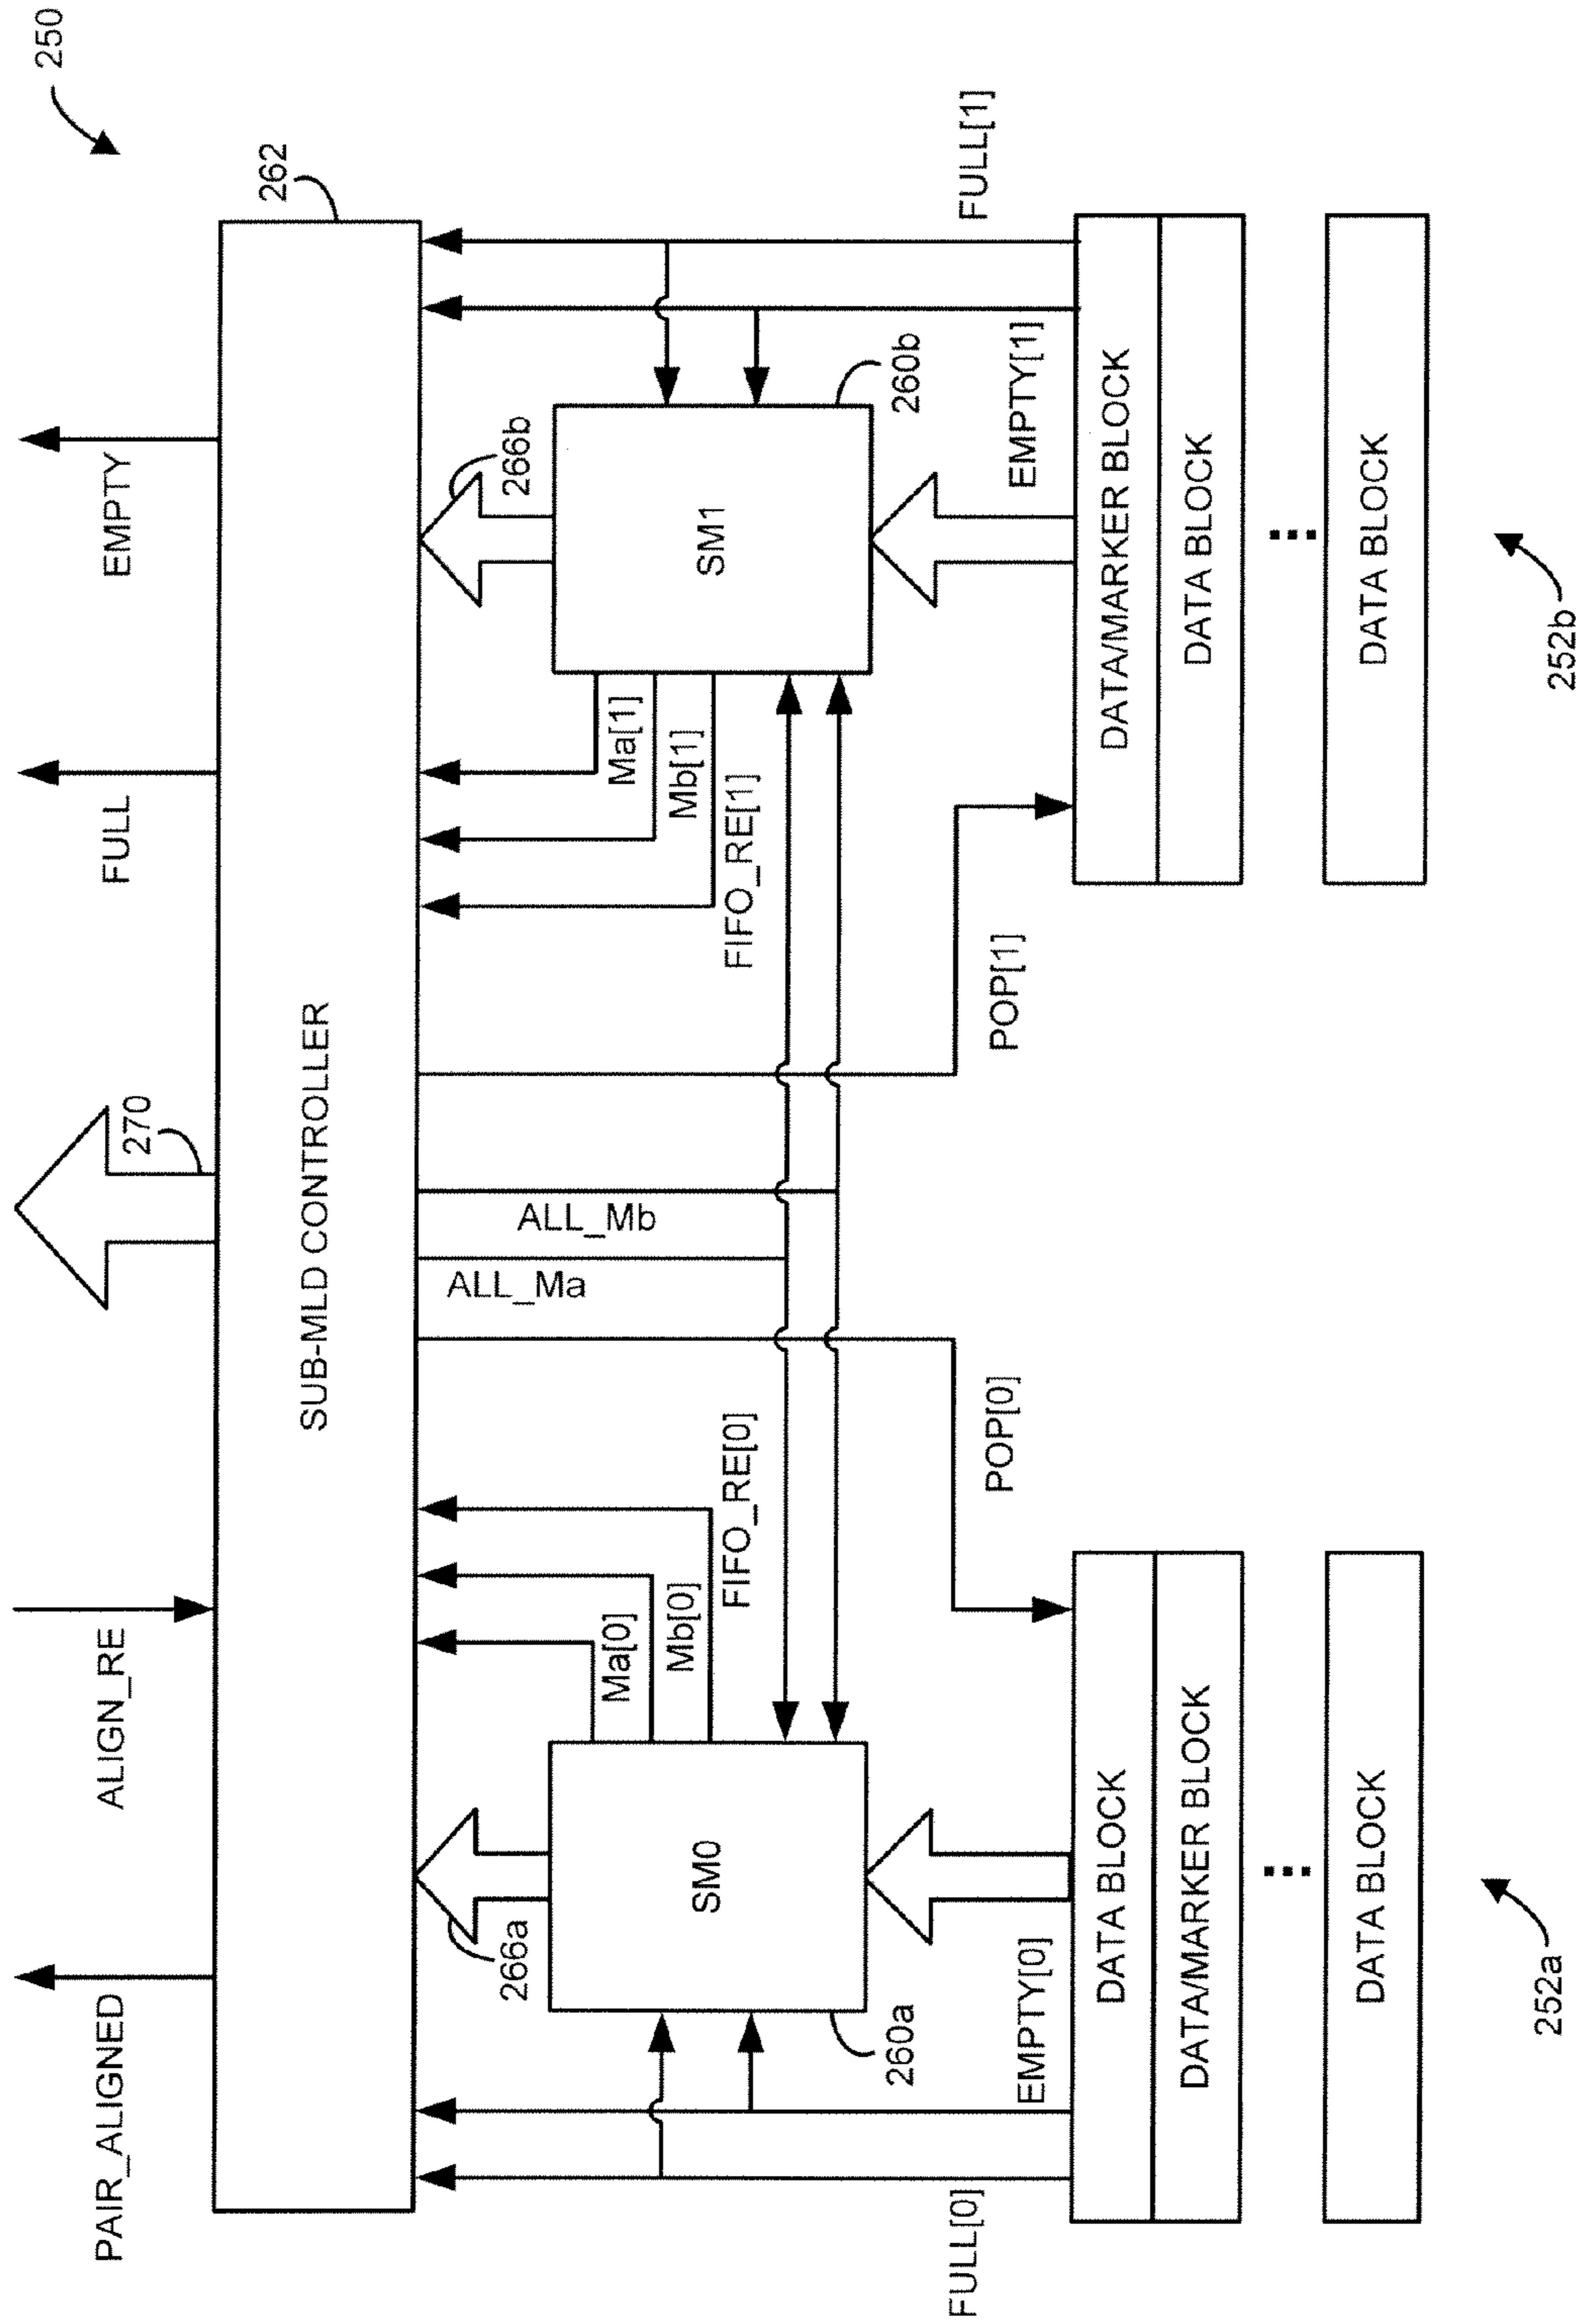 250
PAIR_ALIGNED
ALIGN_RE
270
FULL
EMPTY
262
SUB-MLD CONTROLLER
266a
Ma[0]
Mb[0]
FIFO_RE[0]
ALL_Ma
ALL_Mb
Ma[1]
Mb[1]
FIFO_RE[1]
266b
SM0
SM1
260a
260b
FULL[0]
EMPTY[0]
POP[0]
POP[1]
EMPTY[1]
FULL[1]
DATA BLOCK
DATA/MARKER BLOCK
...
DATA BLOCK
252a
DATA/MARKER BLOCK
DATA BLOCK
...
DATA BLOCK
252b